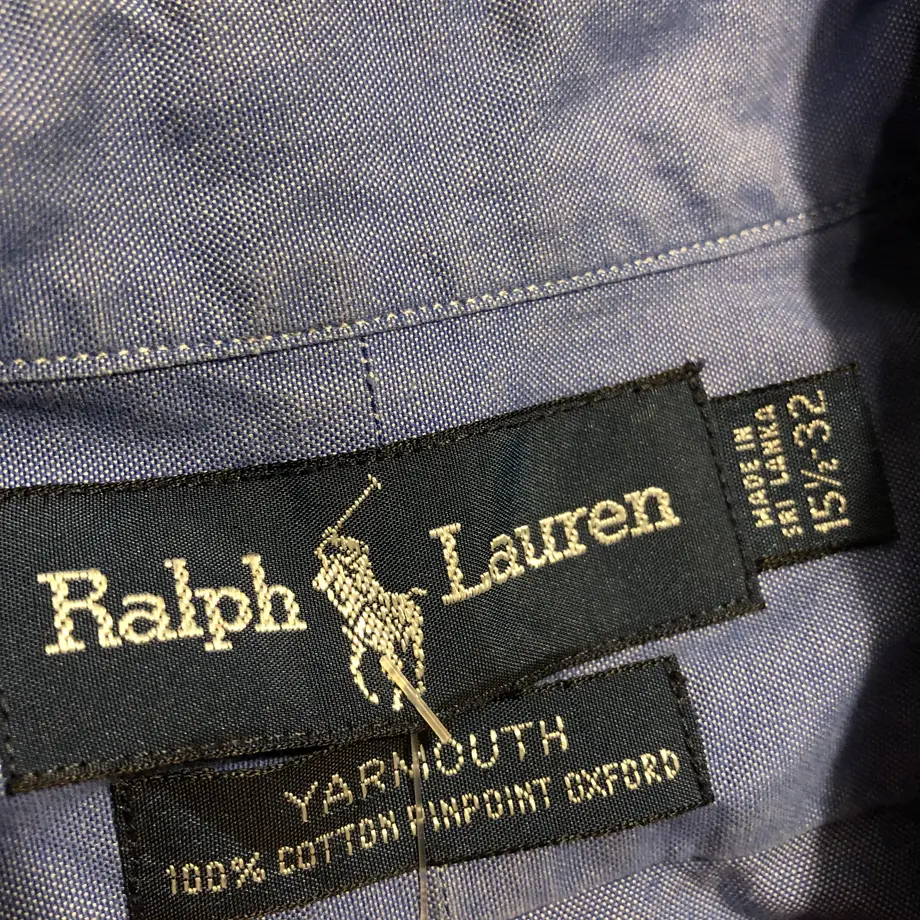 Ralph Lauren
MADE IN
SRI LANKA
15½-32
YARMOUTH
100% COTTON PINPOINT OXFORD